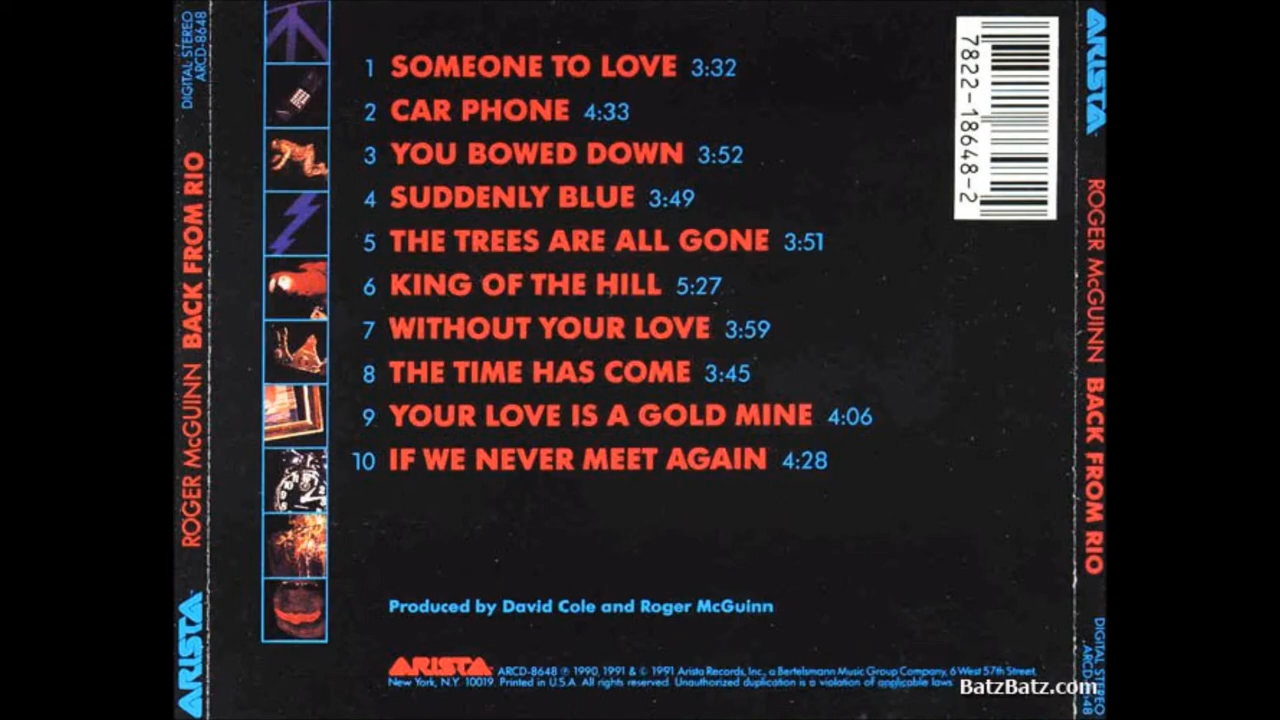 DIGITAL STEREO
ARCD-8648
ROGER McGUINN BACK FROM RIO
ARISTA
1 SOMEONE TO LOVE 3:32
2 CAR PHONE 4:33
3 YOU BOWED DOWN 3:52
4 SUDDENLY BLUE 3:49
5 THE TREES ARE ALL GONE 3:51
6 KING OF THE HILL 5:27
7 WITHOUT YOUR LOVE 3:59
8 THE TIME HAS COME 3:45
9 YOUR LOVE IS A GOLD MINE 4:06
10 IF WE NEVER MEET AGAIN 4:28
Produced by David Cole and Roger McGuinn
ARISTA ARCD-8648 ℗ 1990, 1991 & © 1991 Arista Records, Inc., a Bertelsmann Music Group Company, 6 West 57th Street,
New York, N.Y. 10019. Printed in U.S.A. All rights reserved. Unauthorized duplication is a violation of applicable laws
7822-18648-2
ARISTA
ROGER McGUINN BACK FROM RIO
DIGITAL STEREO
ARCD-8648
BatzBatz.com